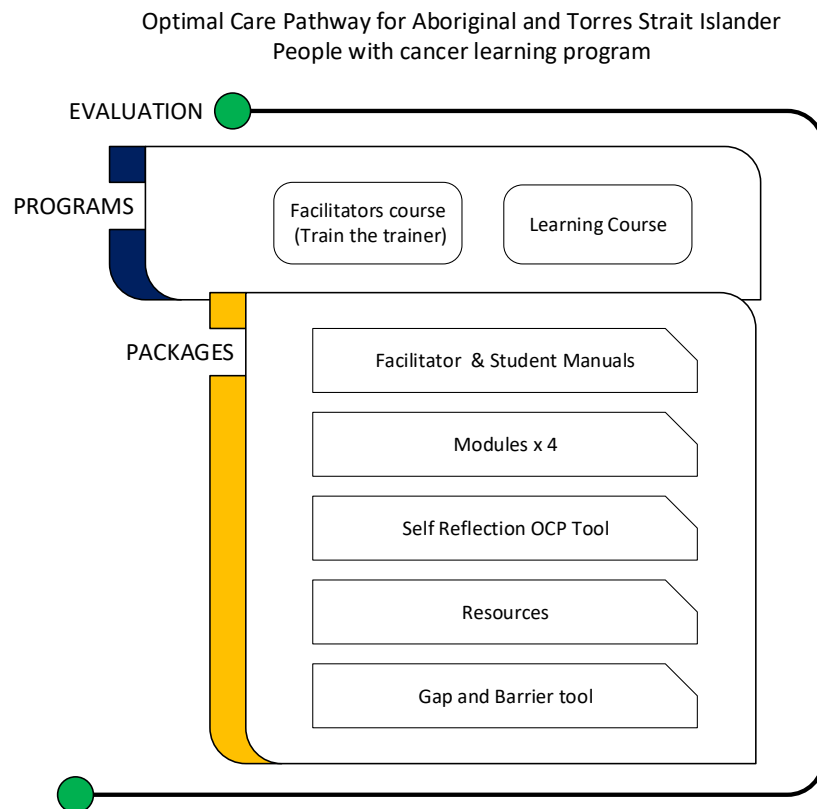 Optimal Care Pathway for Aboriginal and Torres Strait Islander
People with cancer learning program
EVALUATION
PROGRAMS
Facilitators course
(Train the trainer)
Learning Course
PACKAGES
Facilitator & Student Manuals
Modules x 4
Self Reflection OCP Tool
Resources
Gap and Barrier tool